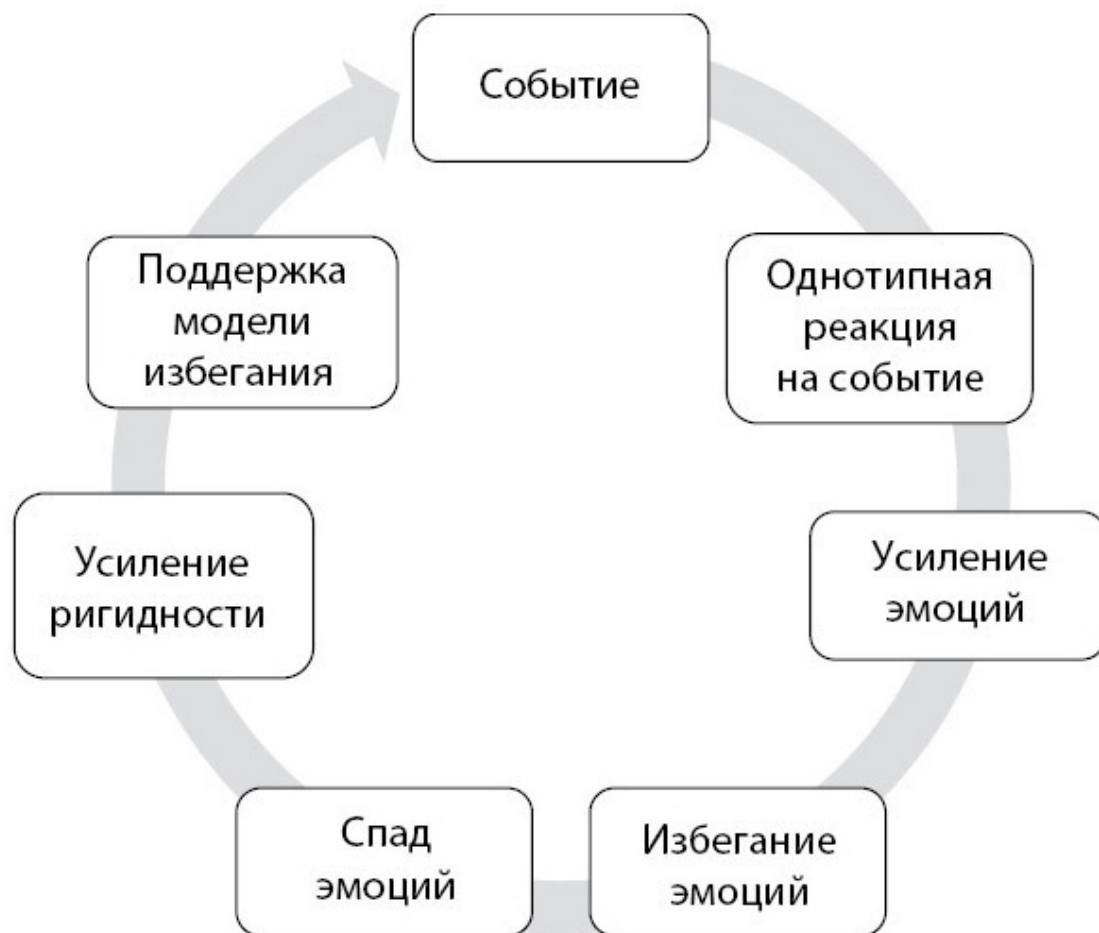 Событие
Однотипная
реакция
на событие
Усиление
эмоций
Избегание
эмоций
Спад
эмоций
Усиление
ригидности
Поддержка
модели
избегания